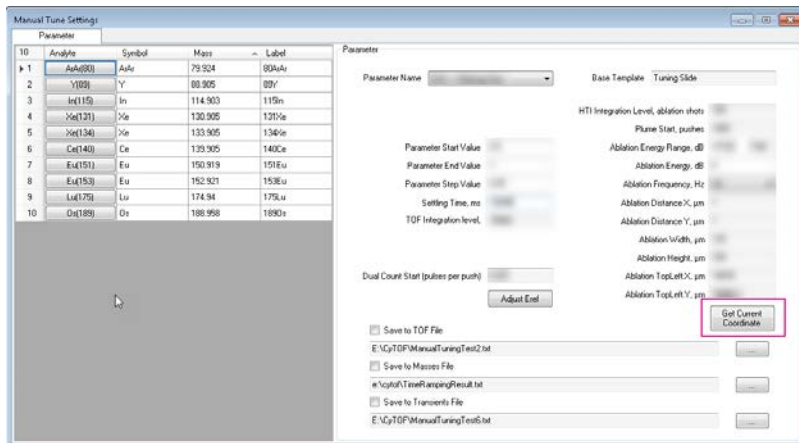 Manual Tune Settings
Parameter
10 Analyte Symbol Mass Label
1 ArAr(80) ArAr 79.924 80ArAr
2 Y(89) Y 88.905 89Y
3 In(115) In 114.903 115In
4 Xe(131) Xe 130.905 131Xe
5 Xe(134) Xe 133.905 134Xe
6 Ce(140) Ce 139.905 140Ce
7 Eu(151) Eu 150.919 151Eu
8 Eu(153) Eu 152.921 153Eu
9 Lu(175) Lu 174.94 175Lu
10 Os(189) Os 188.958 189Os
Parameter
Parameter Name
Base Template Tuning Slide
HTI Integration Level, ablation shots
Plume Start, pushes
Parameter Start Value
Ablation Energy Range, dB
Parameter End Value
Ablation Energy, dB
Parameter Step Value
Ablation Frequency, Hz
Settling Time, ms
Ablation Distance X, µm
TOF Integration level,
Ablation Distance Y, µm
Ablation Width, µm
Ablation Height, µm
Dual Count Start (pulses per push)
Ablation TopLeft X, µm
Adjust Eref
Ablation TopLeft Y, µm
Get Current
Coordinate
Save to TOF File
E:\CyTOF\ManualTuningTest2.txt
...
Save to Masses File
e:\cytof\TimeRampingResult.txt
...
Save to Transients File
E:\CyTOF\ManualTuningTest6.txt
...